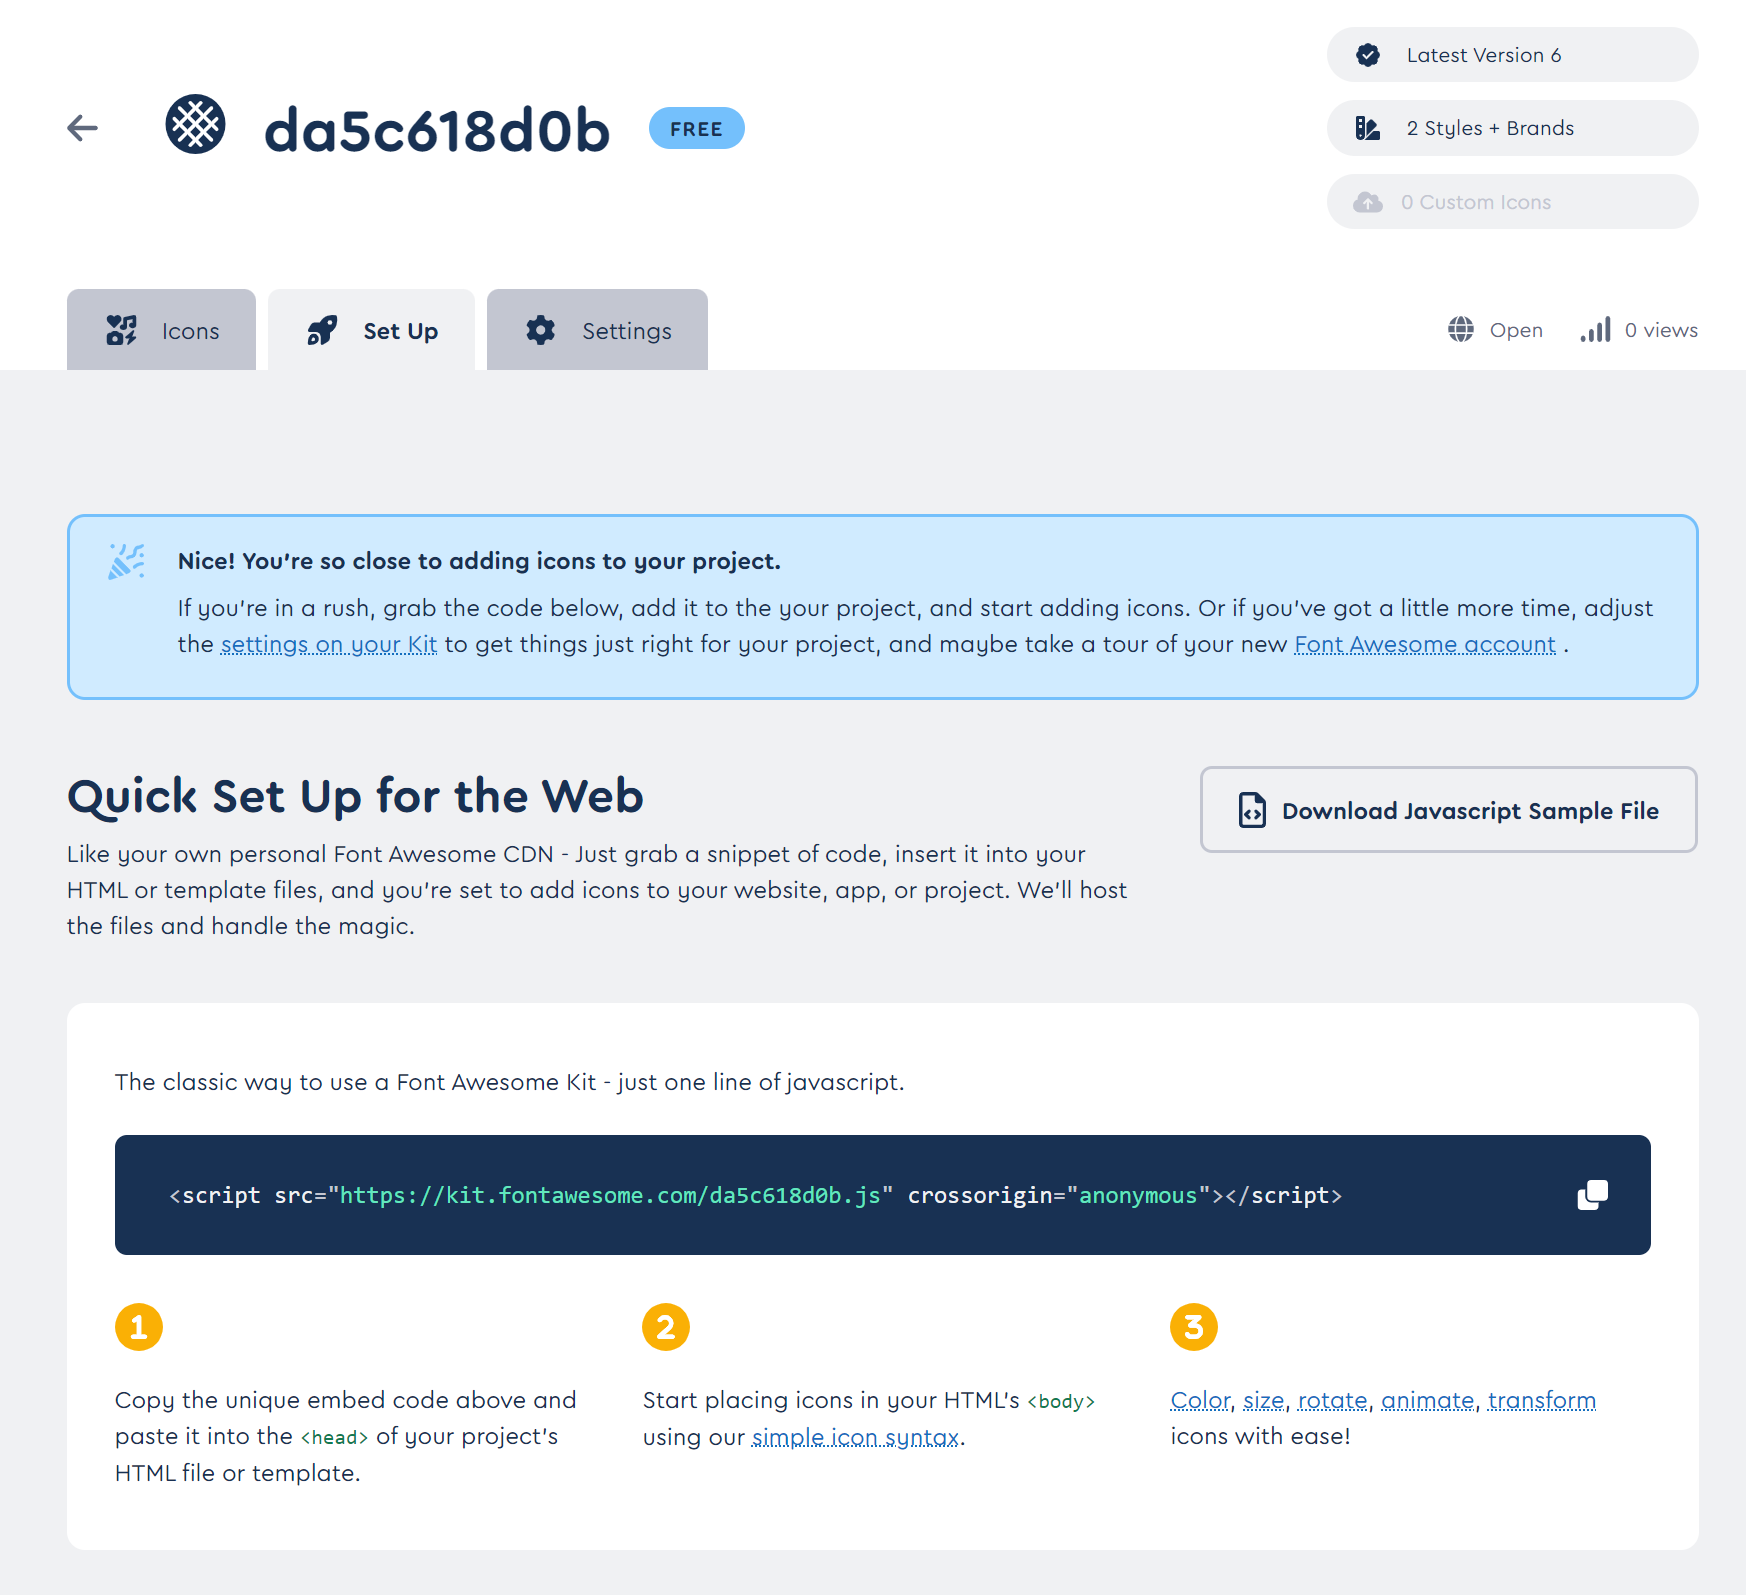 da5c618d0b
FREE
Latest Version 6
2 Styles + Brands
0 Custom Icons
Icons
Set Up
Settings
Open
0 views
Nice! You're so close to adding icons to your project.
If you're in a rush, grab the code below, add it to the your project, and start adding icons. Or if you've got a little more time, adjust
the settings on your Kit to get things just right for your project, and maybe take a tour of your new Font Awesome account .
Quick Set Up for the Web
Download Javascript Sample File
Like your own personal Font Awesome CDN - Just grab a snippet of code, insert it into your
HTML or template files, and you're set to add icons to your website, app, or project. We'll host
the files and handle the magic.
The classic way to use a Font Awesome Kit - just one line of javascript.
<script src="https://kit.fontawesome.com/da5c618d0b.js" crossorigin="anonymous"></script>
1
Copy the unique embed code above and
paste it into the <head> of your project's
HTML file or template.
2
Start placing icons in your HTML's <body>
using our simple icon syntax.
3
Color, size, rotate, animate, transform
icons with ease!